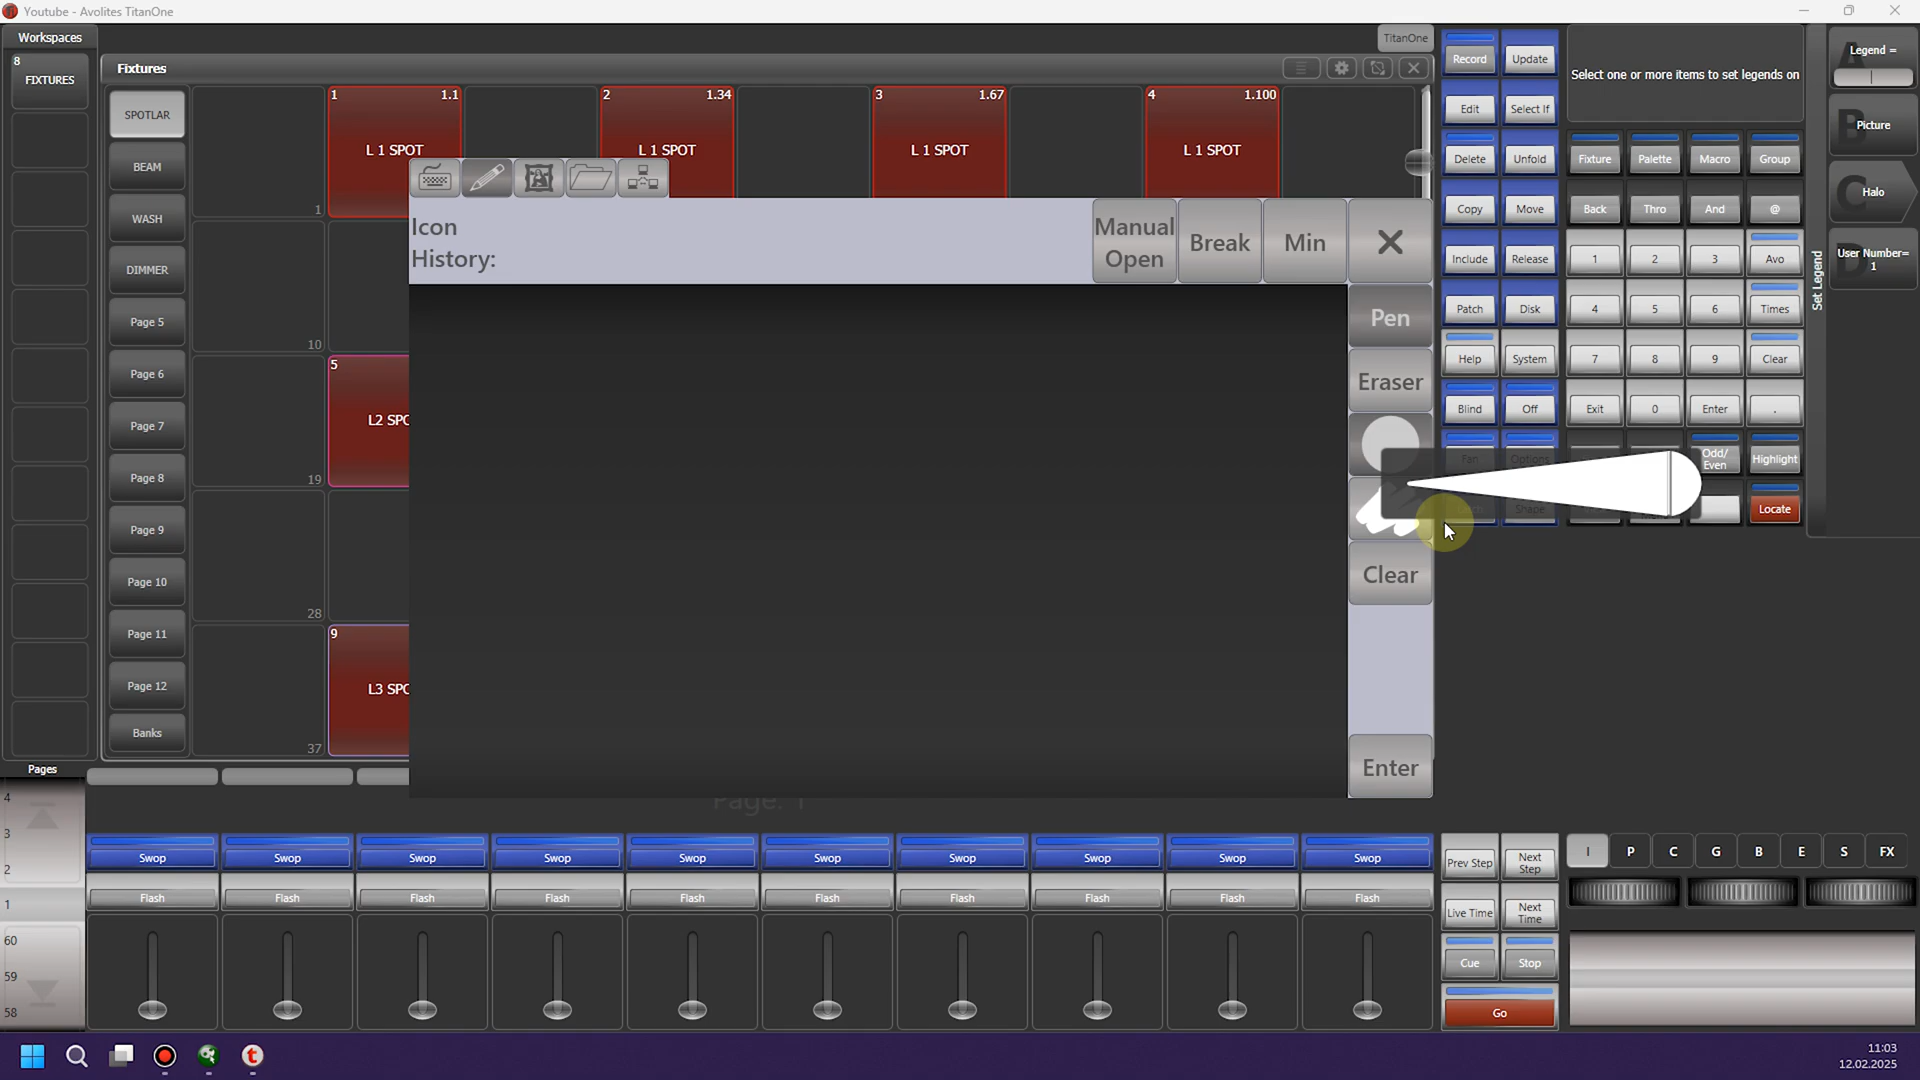 Youtube - Avolites TitanOne
Workspaces
8
FIXTURES
Fixtures
TitanOne
SPOTLAR
BEAM
WASH
DIMMER
Page 5
Page 6
Page 7
Page 8
Page 9
Page 10
Page 11
Page 12
Banks
1 1.1
L 1 SPOT
2 1.34
L 1 SPOT
3 1.67
L 1 SPOT
4 1.100
L 1 SPOT
1
10
5
L2 SPO
19
28
9
L3 SPO
37
Icon
History:
Manual
Open
Break
Min
Pen
Eraser
Clear
Enter
Record
Update
Edit
Select If
Delete
Unfold
Copy
Move
Include
Release
Patch
Disk
Help
System
Blind
Off
Fan
Options
Shape
Select one or more items to set legends on
Fixture
Palette
Macro
Group
Back
Thro
And
@
1
2
3
Avo
4
5
6
Times
7
8
9
Clear
Exit
0
Enter
.
Odd/
Even
Highlight
Locate
Set Legend
A
Legend =
B
Picture
C
Halo
D
User Number=
1
Pages
4
3
2
1
60
59
58
Page: 1
Swop
Swop
Swop
Swop
Swop
Swop
Swop
Swop
Swop
Swop
Flash
Flash
Flash
Flash
Flash
Flash
Flash
Flash
Flash
Flash
Prev Step
Next
Step
Live Time
Next
Time
Cue
Stop
Go
I
P
C
G
B
E
S
FX
11:03
12.02.2025